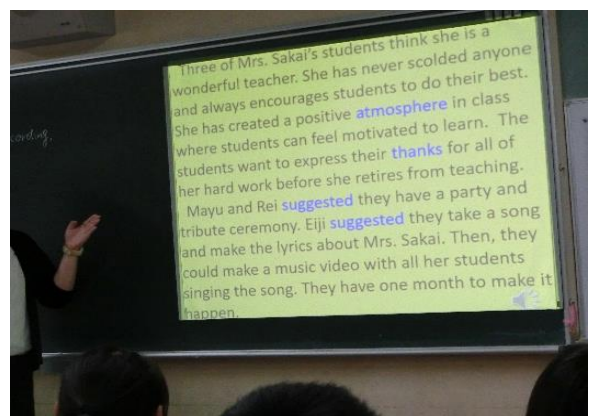 Three of Mrs. Sakai's students think she is a
wonderful teacher. She has never scolded anyone
and always encourages students to do their best.
She has created a positive atmosphere in class
where students can feel motivated to learn. The
students want to express their thanks for all of
her hard work before she retires from teaching.
Mayu and Rei suggested they have a party and
tribute ceremony. Eiji suggested they take a song
and make the lyrics about Mrs. Sakai. Then, they
could make a music video with all her students
singing the song. They have one month to make it
happen.